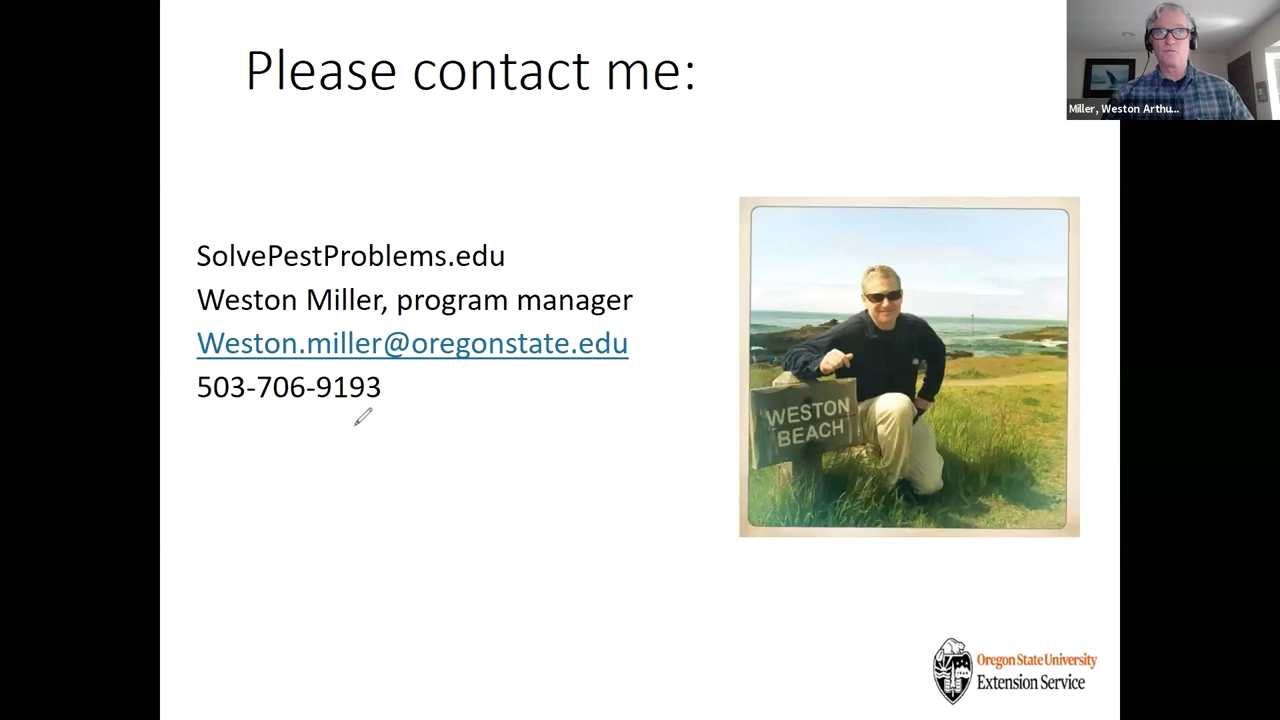 Please contact me:
Miller, Weston Arthu...
SolvePestProblems.edu
Weston Miller, program manager
Weston.miller@oregonstate.edu
503-706-9193
WESTON
BEACH
Oregon State University
Extension Service